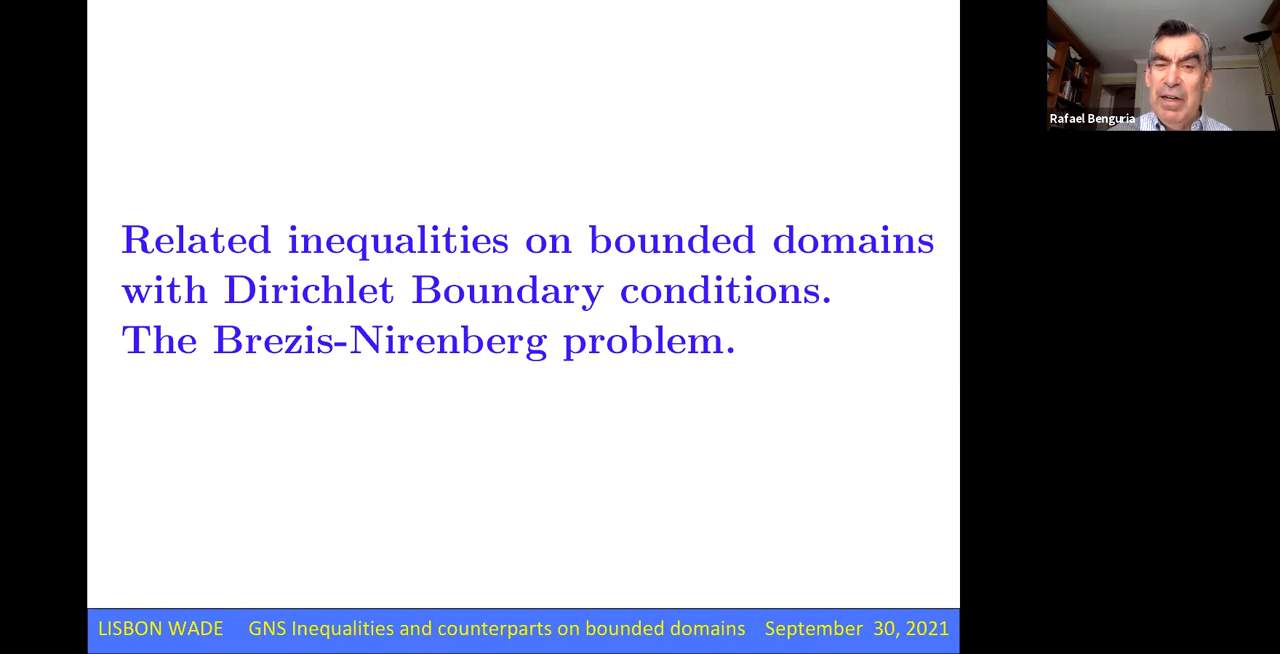 Related inequalities on bounded domains
with Dirichlet Boundary conditions.
The Brezis-Nirenberg problem.
LISBON WADE GNS Inequalities and counterparts on bounded domains September 30, 2021
Rafael Benguria